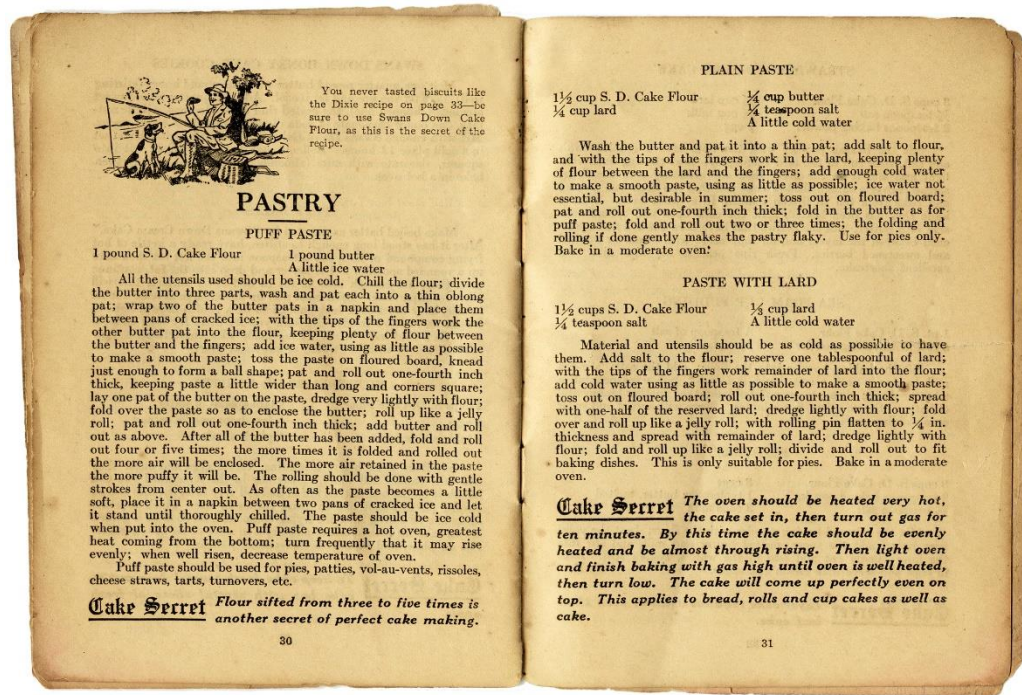 You never tasted biscuits like
the Dixie recipe on page 33—be
sure to use Swans Down Cake
Flour, as this is the secret of the
recipe.
PASTRY
PUFF PASTE
1 pound S. D. Cake Flour
1 pound butter
A little ice water
All the utensils used should be ice cold. Chill the flour; divide
the butter into three parts, wash and pat each into a thin oblong
pat; wrap two of the butter pats in a napkin and place them
between pans of cracked ice; with the tips of the fingers work the
other butter pat into the flour, keeping plenty of flour between
the butter and the fingers; add ice water, using as little as possible
to make a smooth paste; toss the paste on floured board, knead
just enough to form a ball shape; pat and roll out one-fourth inch
thick, keeping paste a little wider than long and corners square;
lay one pat of the butter on the paste, dredge very lightly with flour;
fold over the paste so as to enclose the butter; roll up like a jelly
roll; pat and roll out one-fourth inch thick; add butter and roll
out as above. After all of the butter has been added, fold and roll
out four or five times; the more times it is folded and rolled out
the more air will be enclosed. The more air retained in the paste
the more puffy it will be. The rolling should be done with gentle
strokes from center out. As often as the paste becomes a little
soft, place it in a napkin between two pans of cracked ice and let
it stand until thoroughly chilled. The paste should be ice cold
when put into the oven. Puff paste requires a hot oven, greatest
heat coming from the bottom; turn frequently that it may rise
evenly; when well risen, decrease temperature of oven.
Puff paste should be used for pies, patties, vol-au-vents, rissoles,
cheese straws, tarts, turnovers, etc.
Cake Secret Flour sifted from three to five times is
another secret of perfect cake making.
30
PLAIN PASTE
1½ cup S. D. Cake Flour
¼ cup lard
¼ cup butter
¼ teaspoon salt
A little cold water
Wash the butter and pat it into a thin pat; add salt to flour,
and with the tips of the fingers work in the lard, keeping plenty
of flour between the lard and the fingers; add enough cold water
to make a smooth paste, using as little as possible; ice water not
essential, but desirable in summer; toss out on floured board;
pat and roll out one-fourth inch thick; fold in the butter as for
puff paste; fold and roll out two or three times; the folding and
rolling if done gently makes the pastry flaky. Use for pies only.
Bake in a moderate oven.
PASTE WITH LARD
1½ cups S. D. Cake Flour
¼ teaspoon salt
⅓ cup lard
A little cold water
Material and utensils should be as cold as possible to have
them. Add salt to the flour; reserve one tablespoonful of lard;
with the tips of the fingers work remainder of lard into the flour;
add cold water using as little as possible to make a smooth paste;
toss out on floured board; roll out one-fourth inch thick; spread
with one-half of the reserved lard; dredge lightly with flour; fold
over and roll up like a jelly roll; with rolling pin flatten to ¼ in.
thickness and spread with remainder of lard; dredge lightly with
flour; fold and roll up like a jelly roll; divide and roll out to fit
baking dishes. This is only suitable for pies. Bake in a moderate
oven.
Cake Secret The oven should be heated very hot,
the cake set in, then turn out gas for
ten minutes. By this time the cake should be evenly
heated and be almost through rising. Then light oven
and finish baking with gas high until oven is well heated,
then turn low. The cake will come up perfectly even on
top. This applies to bread, rolls and cup cakes as well as
cake.
31